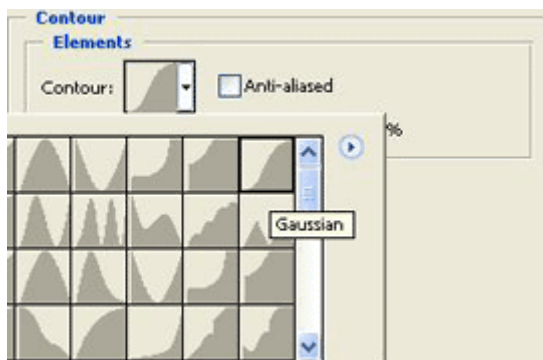 Contour
Elements
Contour:
Anti-aliased
%
Gaussian